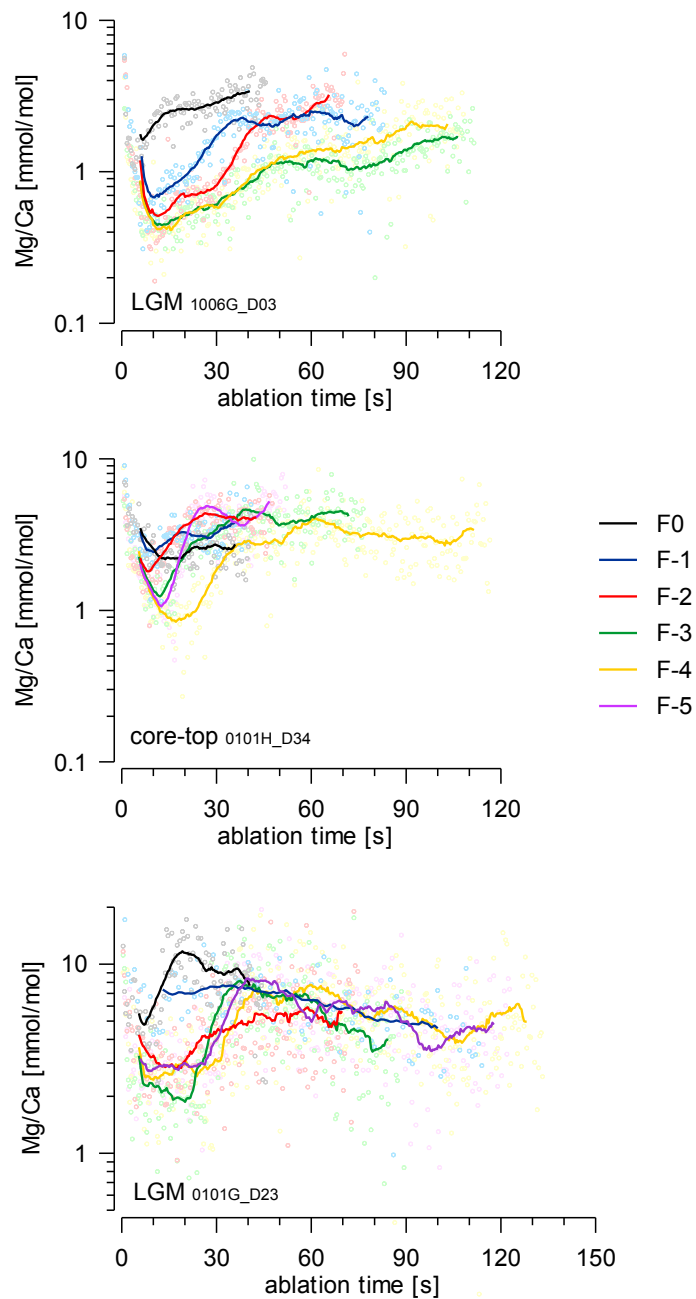 10
1
0.1
Mg/Ca [mmol/mol]
LGM 1006G_D03
0 30 60 90 120
ablation time [s]
10
1
0.1
Mg/Ca [mmol/mol]
core-top 0101H_D34
0 30 60 90 120
ablation time [s]
F0
F-1
F-2
F-3
F-4
F-5
10
1
Mg/Ca [mmol/mol]
LGM 0101G_D23
0 30 60 90 120 150
ablation time [s]